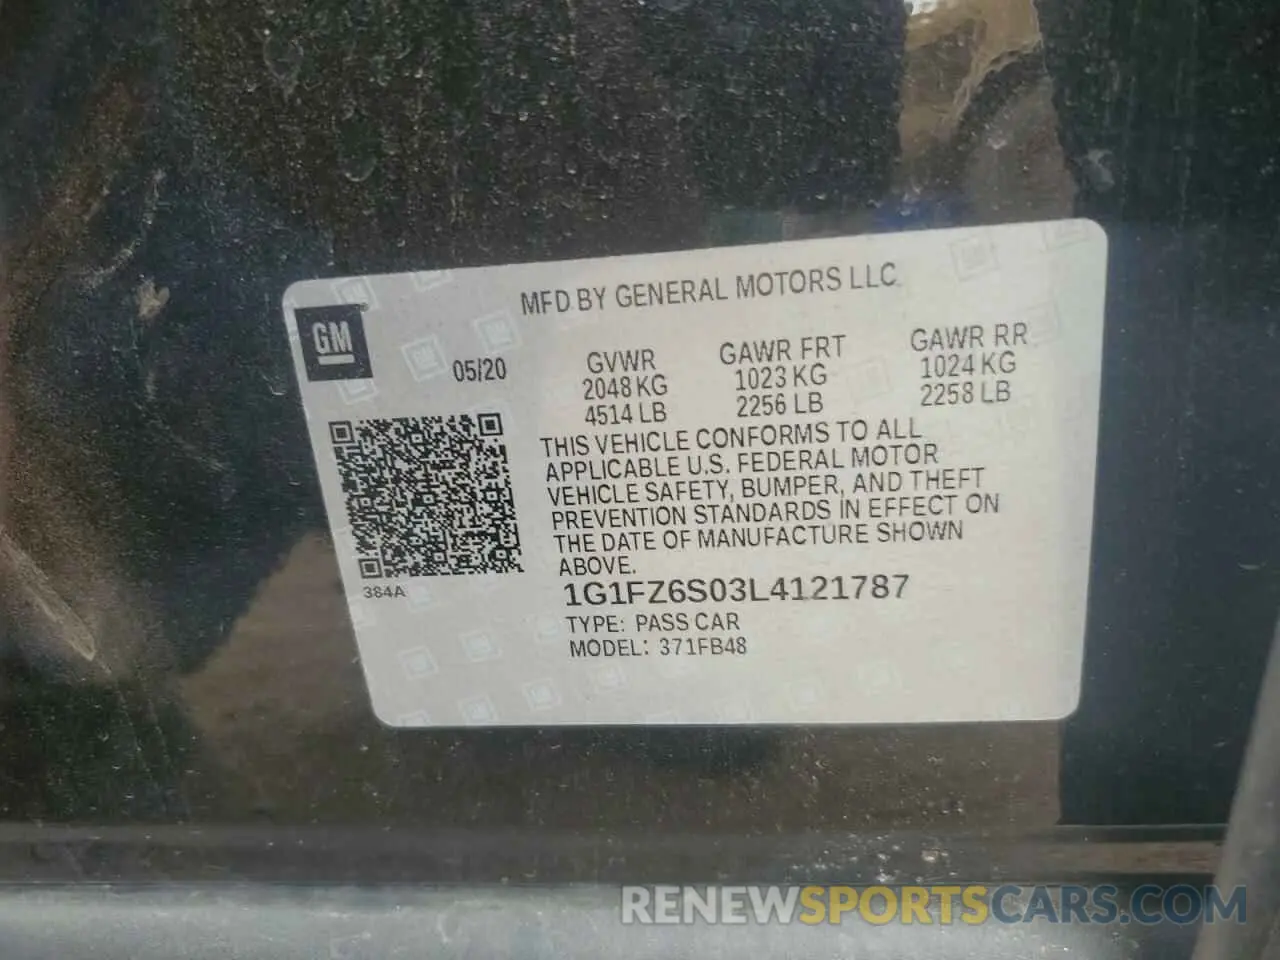 MFD BY GENERAL MOTORS LLC
GM
05/20
GVWR
2048 KG
4514 LB
GAWR FRT
1023 KG
2256 LB
GAWR RR
1024 KG
2258 LB
THIS VEHICLE CONFORMS TO ALL
APPLICABLE U.S. FEDERAL MOTOR
VEHICLE SAFETY, BUMPER, AND THEFT
PREVENTION STANDARDS IN EFFECT ON
THE DATE OF MANUFACTURE SHOWN
ABOVE.
384A
1G1FZ6S03L4121787
TYPE: PASS CAR
MODEL: 371FB48
RENEWSPORTSCARS.COM